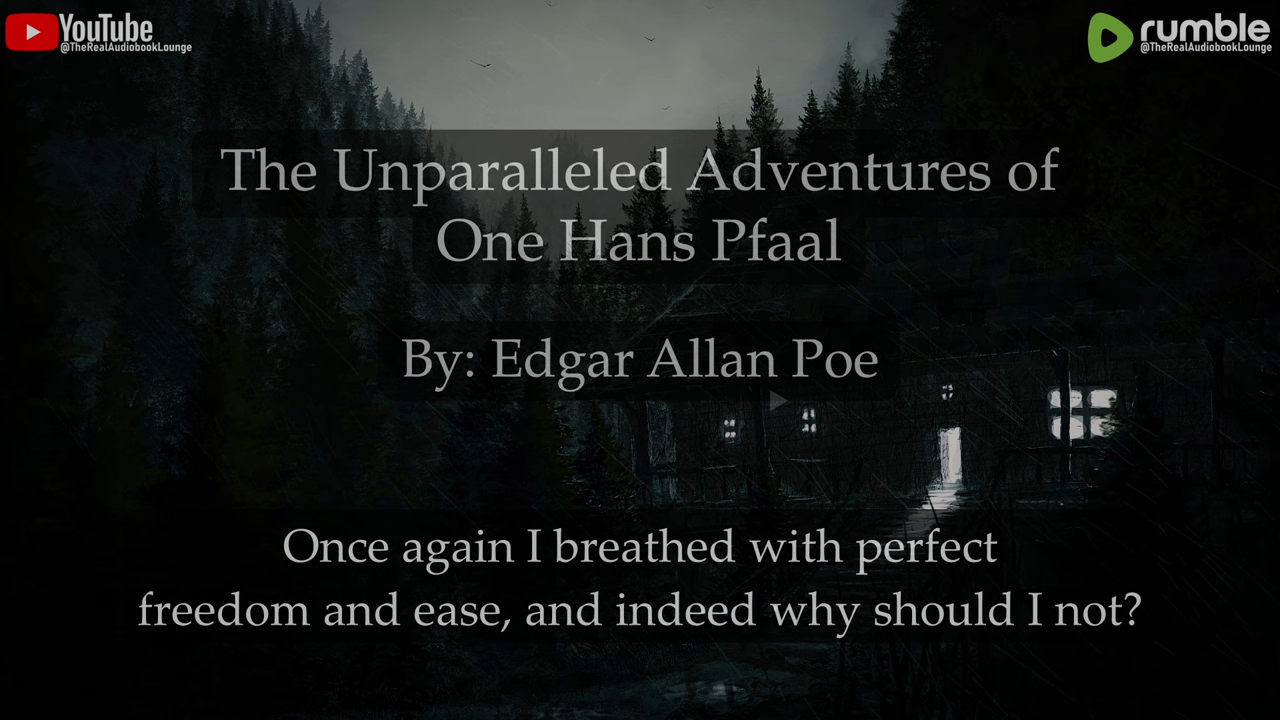 YouTube
@TheRealAudiobookLounge
rumble
@TheRealAudiobookLounge
The Unparalleled Adventures of
One Hans Pfaal
By: Edgar Allan Poe
Once again I breathed with perfect
freedom and ease, and indeed why should I not?